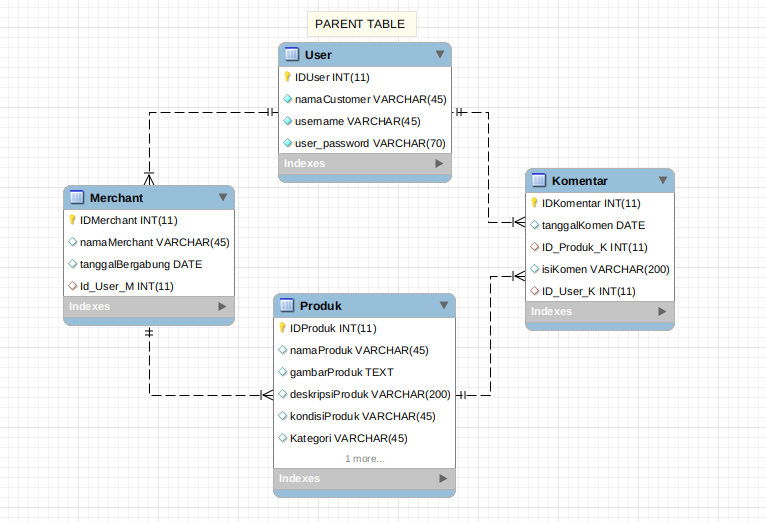 PARENT TABLE
User
IDUser INT(11)
namaCustomer VARCHAR(45)
username VARCHAR(45)
user_password VARCHAR(70)
Indexes
Merchant
IDMerchant INT(11)
namaMerchant VARCHAR(45)
tanggalBergabung DATE
Id_User_M INT(11)
Indexes
Komentar
IDKomentar INT(11)
tanggalKomen DATE
ID_Produk_K INT(11)
isiKomen VARCHAR(200)
ID_User_K INT(11)
Indexes
Produk
IDProduk INT(11)
namaProduk VARCHAR(45)
gambarProduk TEXT
deskripsiProduk VARCHAR(200)
kondisiProduk VARCHAR(45)
Kategori VARCHAR(45)
1 more...
Indexes